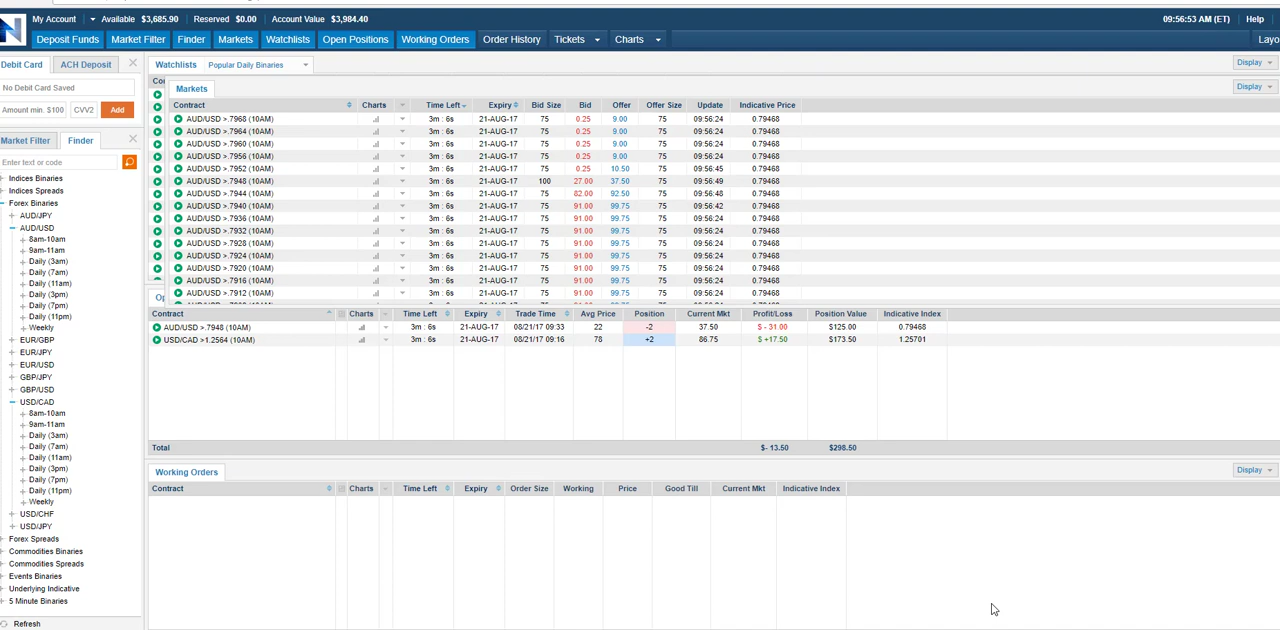 My Account Available $3,685.90 Reserved $0.00 Account Value $3,984.40 09:56:53 AM (ET) Help
N Deposit Funds Market Filter Finder Markets Watchlists Open Positions Working Orders Order History Tickets Charts Layo
Debit Card ACH Deposit
No Debit Card Saved
Amount min. $100 CVV2 Add
Market Filter Finder
Enter text or code
Indices Binaries
Indices Spreads
Forex Binaries
AUD/JPY
AUD/USD
8am-10am
9am-11am
Daily (3am)
Daily (7am)
Daily (11am)
Daily (3pm)
Daily (7pm)
Daily (11pm)
Weekly
EUR/GBP
EUR/JPY
EUR/USD
GBP/JPY
GBP/USD
USD/CAD
8am-10am
9am-11am
Daily (3am)
Daily (7am)
Daily (11am)
Daily (3pm)
Daily (7pm)
Daily (11pm)
Weekly
USD/CHF
USD/JPY
Forex Spreads
Commodities Binaries
Commodities Spreads
Events Binaries
Underlying Indicative
5 Minute Binaries
Refresh
Watchlists Popular Daily Binaries Display
Co
Markets Display
Contract Charts Time Left Expiry Bid Size Bid Offer Offer Size Update Indicative Price
AUD/USD >.7968 (10AM) 3m : 6s 21-AUG-17 75 0.25 9.00 75 09:56:24 0.79468
AUD/USD >.7964 (10AM) 3m : 6s 21-AUG-17 75 0.25 9.00 75 09:56:24 0.79468
AUD/USD >.7960 (10AM) 3m : 6s 21-AUG-17 75 0.25 9.00 75 09:56:24 0.79468
AUD/USD >.7956 (10AM) 3m : 6s 21-AUG-17 75 0.25 9.00 75 09:56:24 0.79468
AUD/USD >.7952 (10AM) 3m : 6s 21-AUG-17 75 0.25 10.50 75 09:56:45 0.79468
AUD/USD >.7948 (10AM) 3m : 6s 21-AUG-17 100 27.00 37.50 75 09:56:49 0.79468
AUD/USD >.7944 (10AM) 3m : 6s 21-AUG-17 75 82.00 92.50 75 09:56:48 0.79468
AUD/USD >.7940 (10AM) 3m : 6s 21-AUG-17 75 91.00 99.75 75 09:56:42 0.79468
AUD/USD >.7936 (10AM) 3m : 6s 21-AUG-17 75 91.00 99.75 75 09:56:24 0.79468
AUD/USD >.7932 (10AM) 3m : 6s 21-AUG-17 75 91.00 99.75 75 09:56:24 0.79468
AUD/USD >.7928 (10AM) 3m : 6s 21-AUG-17 75 91.00 99.75 75 09:56:24 0.79468
AUD/USD >.7924 (10AM) 3m : 6s 21-AUG-17 75 91.00 99.75 75 09:56:24 0.79468
AUD/USD >.7920 (10AM) 3m : 6s 21-AUG-17 75 91.00 99.75 75 09:56:24 0.79468
AUD/USD >.7916 (10AM) 3m : 6s 21-AUG-17 75 91.00 99.75 75 09:56:24 0.79468
AUD/USD >.7912 (10AM) 3m : 6s 21-AUG-17 75 91.00 99.75 75 09:56:24 0.79468
Op
Contract Charts Time Left Expiry Trade Time Avg Price Position Current Mkt Profit/Loss Position Value Indicative Index
AUD/USD >.7948 (10AM) 3m : 6s 21-AUG-17 08/21/17 09:33 22 -2 37.50 $ - 31.00 $125.00 0.79468
USD/CAD >1.2564 (10AM) 3m : 6s 21-AUG-17 08/21/17 09:16 78 +2 86.75 $ +17.50 $173.50 1.25701
Total $- 13.50 $298.50
Working Orders Display
Contract Charts Time Left Expiry Order Size Working Price Good Till Current Mkt Indicative Index